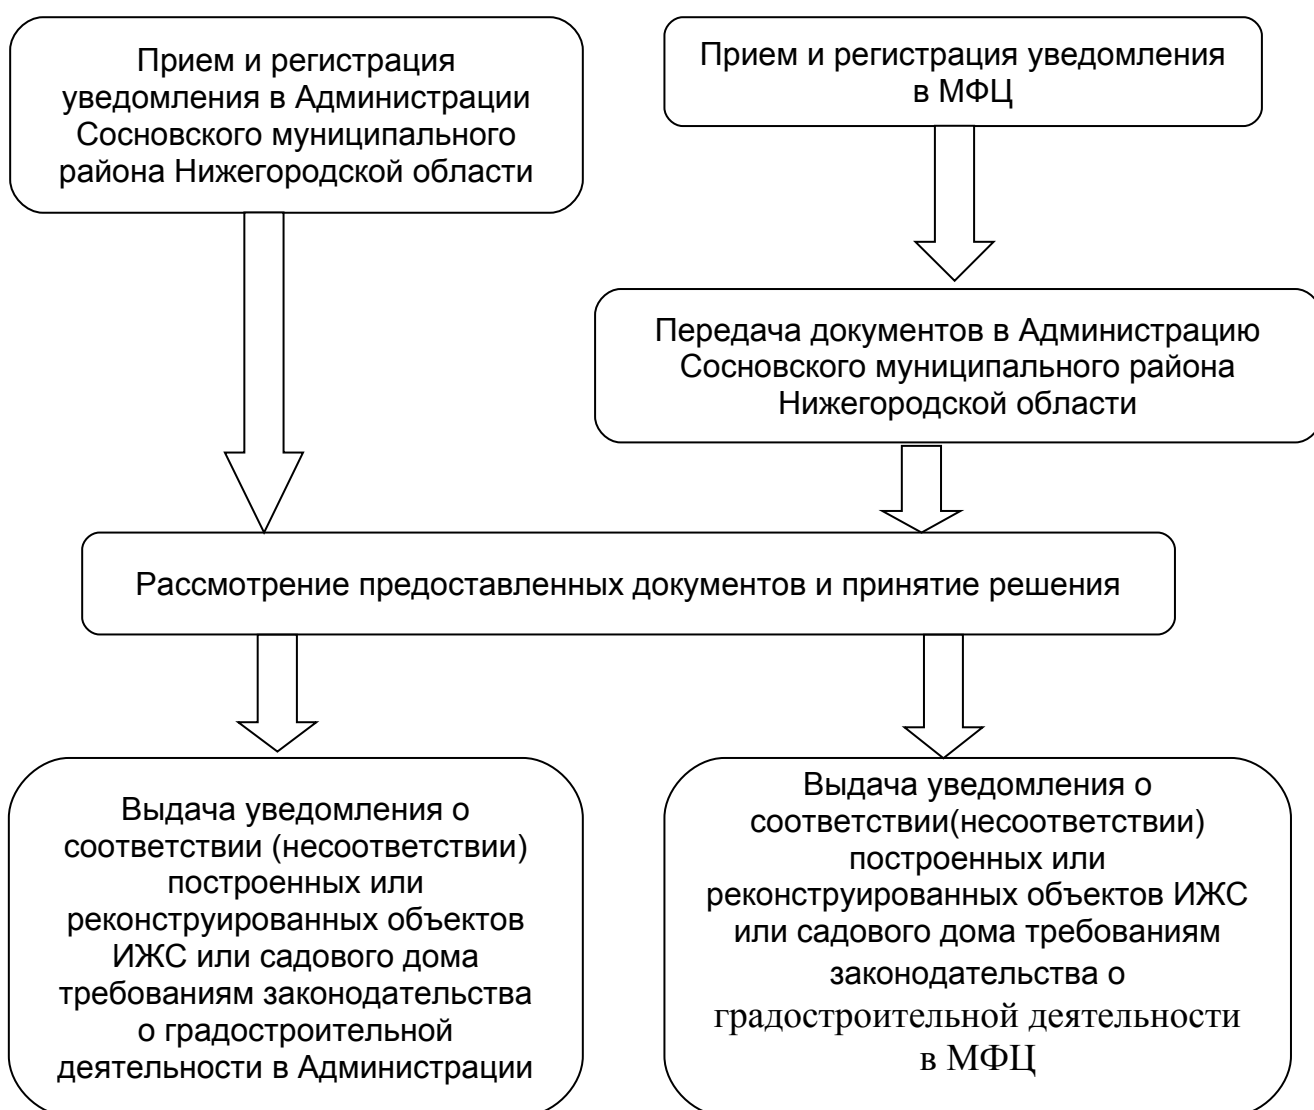 Прием и регистрация
уведомления в Администрации
Сосновского муниципального
района Нижегородской области
Прием и регистрация уведомления
в МФЦ
Передача документов в Администрацию
Сосновского муниципального района
Нижегородской области
Рассмотрение предоставленных документов и принятие решения
Выдача уведомления о
соответствии (несоответствии)
построенных или
реконструированных объектов
ИЖС или садового дома
требованиям законодательства
о градостроительной
деятельности в Администрации
Выдача уведомления о
соответствии(несоответствии)
построенных или
реконструированных объектов ИЖС
или садового дома требованиям
законодательства о
градостроительной деятельности
в МФЦ